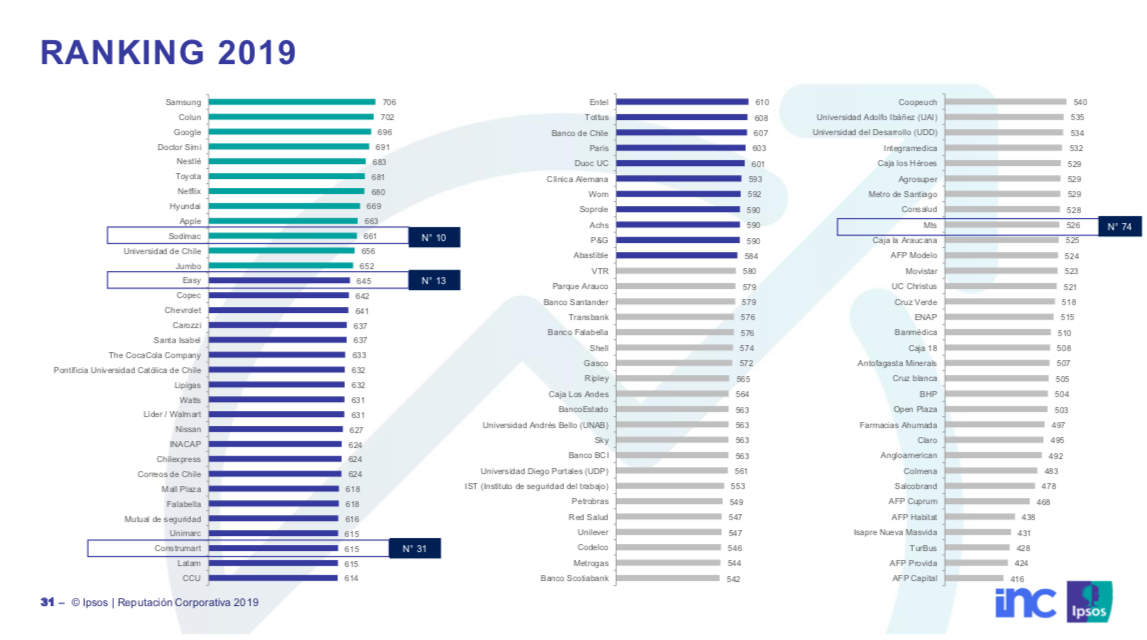 RANKING 2019
Samsung 706
Colun 702
Google 696
Doctor Simi 691
Nestlé 683
Toyota 681
Netflix 680
Hyundai 669
Apple 663
Sodimac 661 N° 10
Universidad de Chile 656
Jumbo 652
Easy 645 N° 13
Copec 642
Chevrolet 641
Carozzi 637
Santa Isabel 637
The CocaCola Company 633
Pontificia Universidad Católica de Chile 632
Lipigas 632
Watts 631
Líder / Walmart 631
Nissan 627
INACAP 624
Chilexpress 624
Correos de Chile 624
Mall Plaza 618
Falabella 618
Mutual de seguridad 616
Unimarc 615
Construmart 615 N° 31
Latam 615
CCU 614
Entel 610
Tottus 608
Banco de Chile 607
Paris 603
Duoc UC 601
Clínica Alemana 593
Wom 592
Soprole 590
Achs 590
P&G 590
Abastible 584
VTR 580
Parque Arauco 579
Banco Santander 579
Transbank 576
Banco Falabella 576
Shell 574
Gasco 572
Ripley 565
Caja Los Andes 564
BancoEstado 563
Universidad Andrés Bello (UNAB) 563
Sky 563
Banco BCI 563
Universidad Diego Portales (UDP) 561
IST (Instituto de seguridad del trabajo) 553
Petrobras 549
Red Salud 547
Unilever 547
Codelco 546
Metrogas 544
Banco Scotiabank 542
Coopeuch 540
Universidad Adolfo Ibáñez (UAI) 535
Universidad del Desarrollo (UDD) 534
Integramedica 532
Caja los Héroes 529
Agrosuper 529
Metro de Santiago 529
Consalud 528
Mts 526 N° 74
Caja la Araucana 525
AFP Modelo 524
Movistar 523
UC Christus 521
Cruz Verde 518
ENAP 515
Banmédica 510
Caja 18 508
Antofagasta Minerals 507
Cruz blanca 505
BHP 504
Open Plaza 503
Farmacias Ahumada 497
Claro 495
Angloamerican 492
Colmena 483
Salcobrand 478
AFP Cuprum 468
AFP Habitat 438
Isapre Nueva Masvida 431
TurBus 428
AFP Provida 424
AFP Capital 416
31 – © Ipsos | Reputación Corporativa 2019
inc
Ipsos